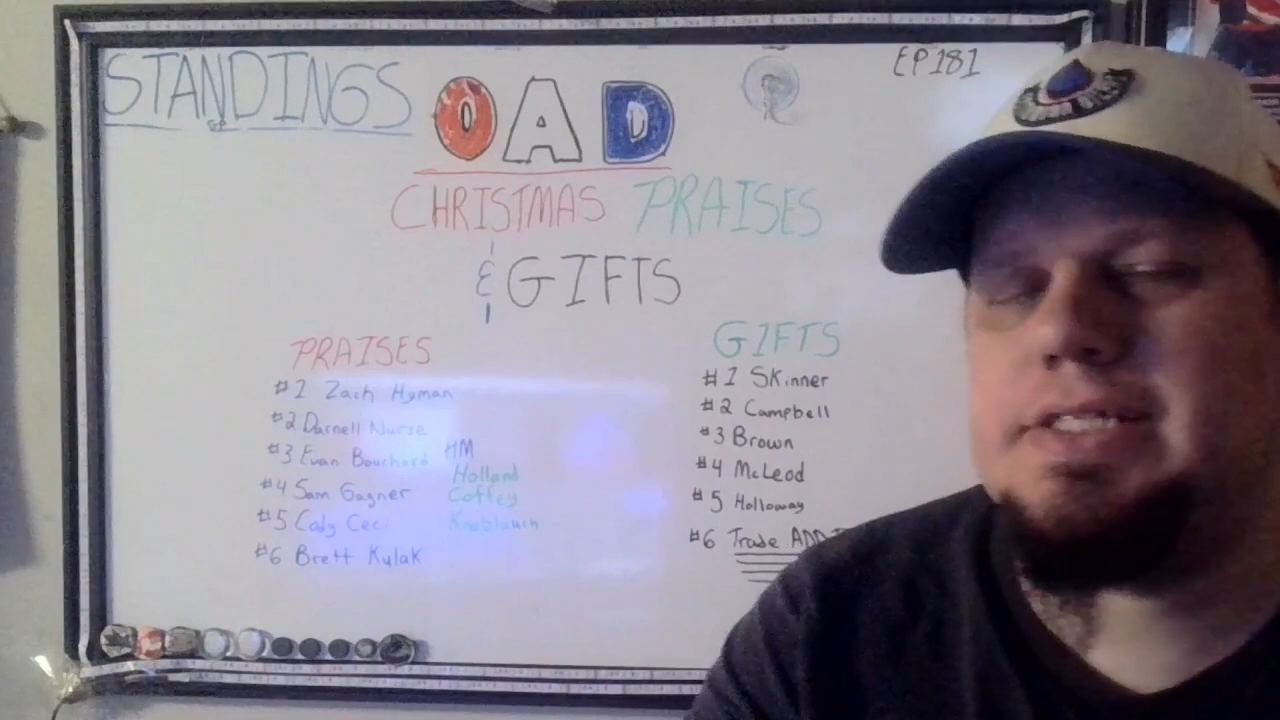 STANDINGS
OAD
EP 181
CHRISTMAS PRAISES
& GIFTS
PRAISES
#1 Zach Hyman
#2 Darnell Nurse
#3 Evan Bouchard
#4 Sam Gagner
#5 Cody Ceci
#6 Brett Kulak
HM
Holland
Coffey
Knoblauch
GIFTS
#1 Skinner
#2 Campbell
#3 Brown
#4 McLeod
#5 Holloway
#6 Trade ADD